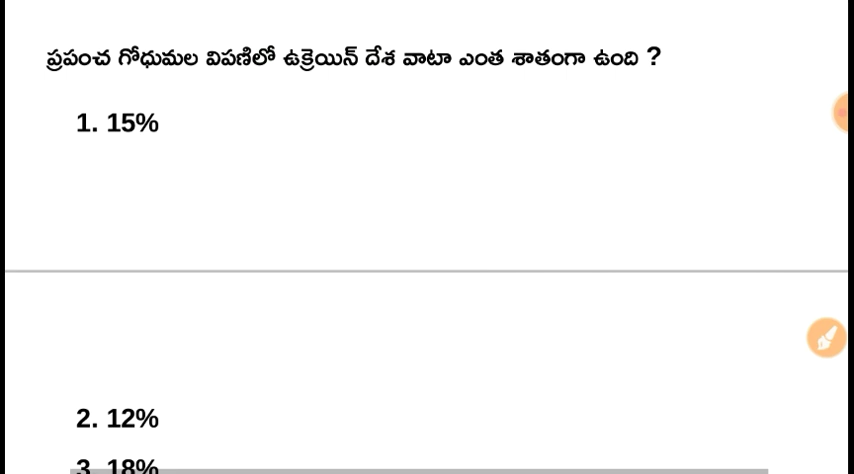 ప్రపంచ గోధుమల విపణిలో ఉక్రెయిన్ దేశ వాటా ఎంత శాతంగా ఉంది ?
1. 15%
2. 12%
3. 18%